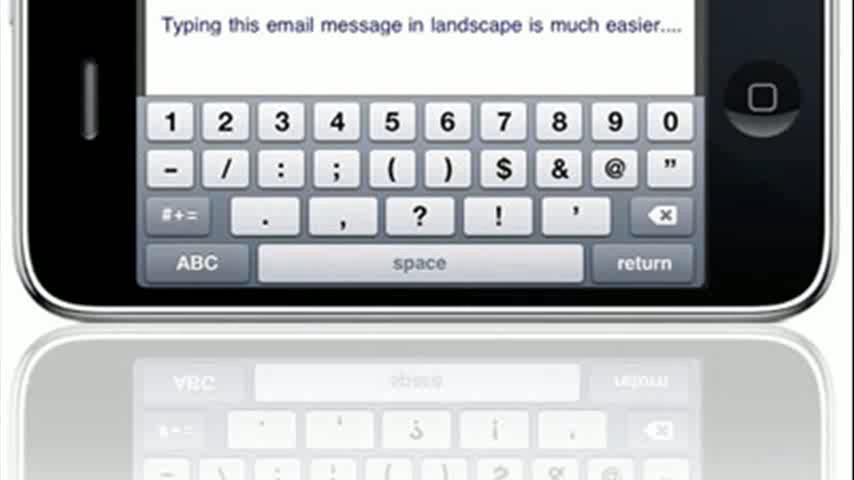 Typing this email message in landscape is much easier....
1 2 3 4 5 6 7 8 9 0
- / : ; ( ) $ & @ "
#+= . , ? ! '
ABC space return